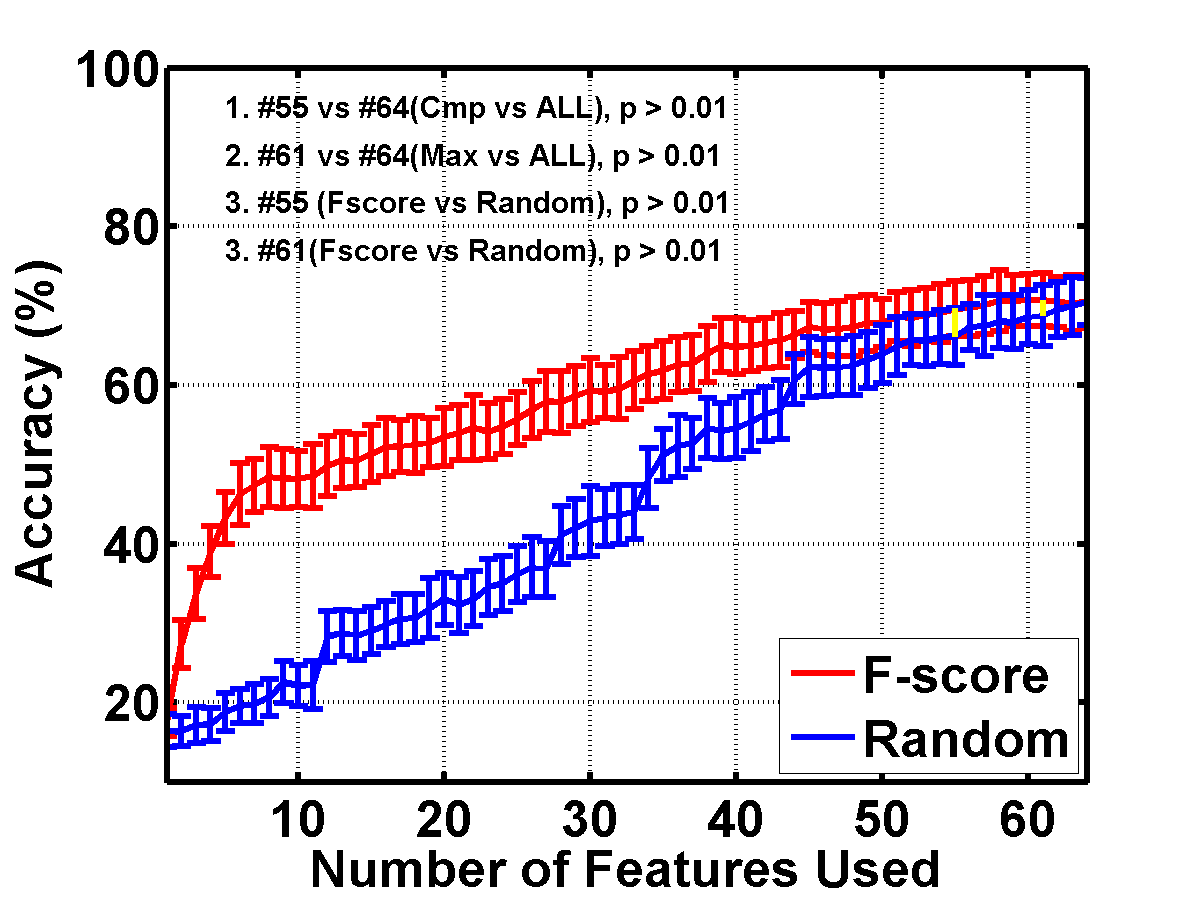 100
1. #55 vs #64(Cmp vs ALL), p > 0.01
2. #61 vs #64(Max vs ALL), p > 0.01
3. #55 (Fscore vs Random), p > 0.01
80
3. #61(Fscore vs Random), p > 0.01
Accuracy (%)
60
40
20
F-score
Random
10 20 30 40 50 60
Number of Features Used